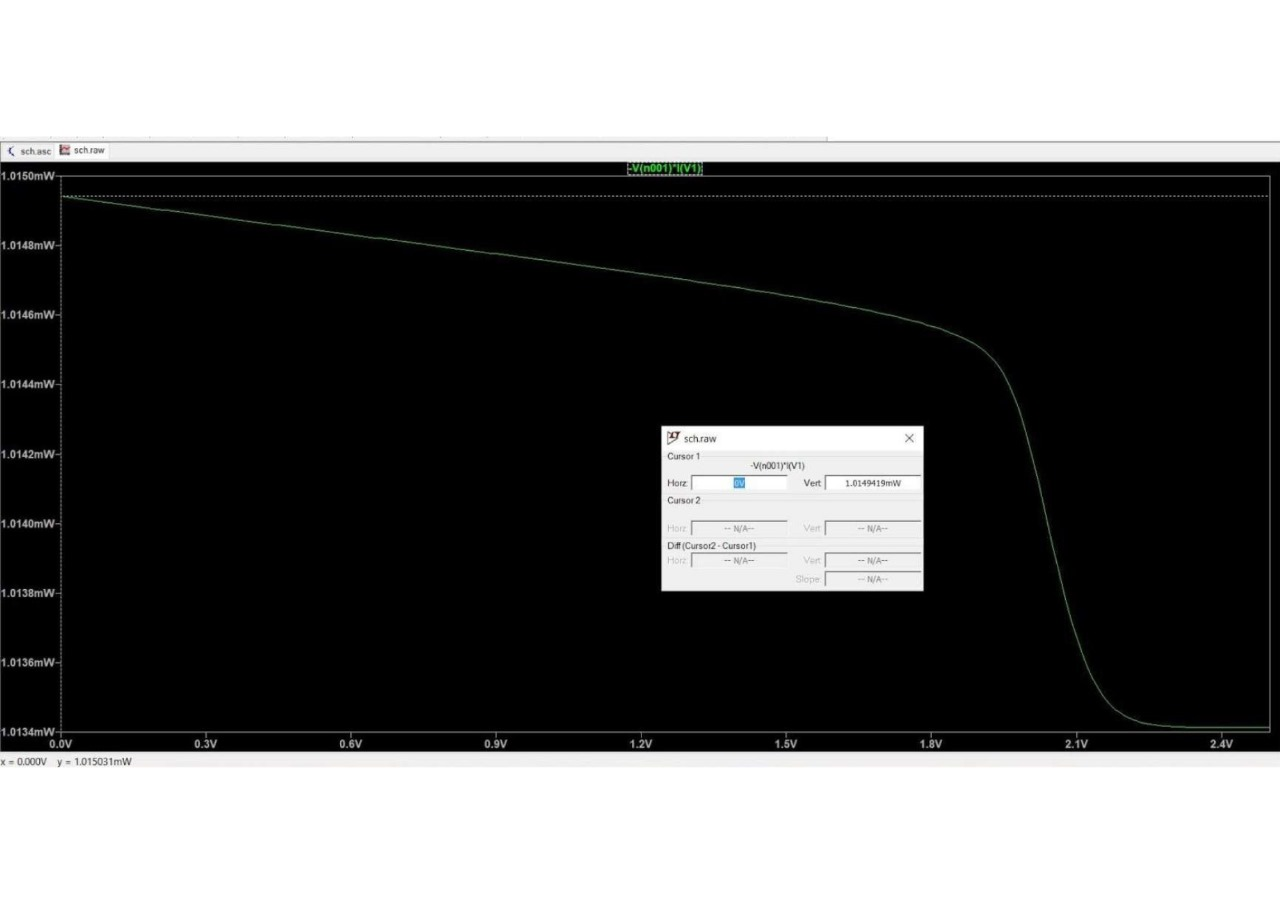 sch.asc sch.raw
-V(n001)*I(V1)
1.0150mW
1.0148mW
1.0146mW
1.0144mW
1.0142mW
1.0140mW
1.0138mW
1.0136mW
1.0134mW
0.0V 0.3V 0.6V 0.9V 1.2V 1.5V 1.8V 2.1V 2.4V
sch.raw
Cursor 1
-V(n001)*I(V1)
Horz: 0V Vert: 1.0149419mW
Cursor 2
Horz: -- N/A-- Vert: -- N/A--
Diff (Cursor2 - Cursor1)
Horz: -- N/A-- Vert: -- N/A--
Slope: -- N/A--
x = 0.000V y = 1.015031mW